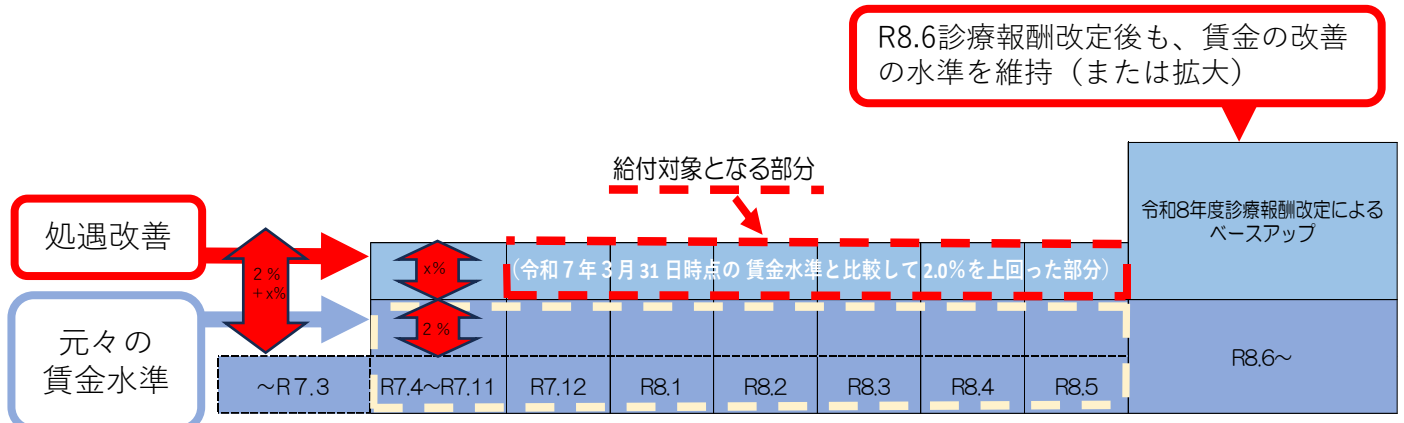 R8.6診療報酬改定後も、賃金の改善
の水準を維持（または拡大）
給付対象となる部分
令和8年度診療報酬改定による
ベースアップ
処遇改善
2％
+x%
x%
（令和７年３月31日時点の 賃金水準と比較して2.0％を上回った部分）
元々の
賃金水準
2％
～R7.3
R7.4～R7.11
R7.12
R8.1
R8.2
R8.3
R8.4
R8.5
R8.6～